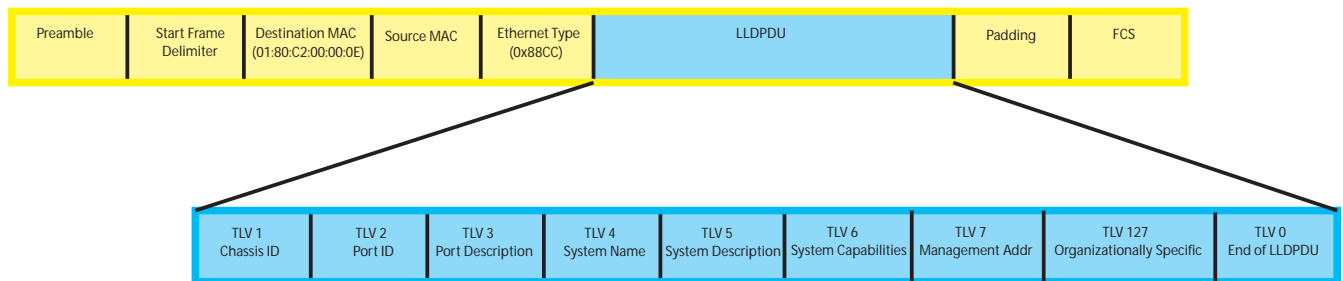 Preamble
Start Frame
Delimiter
Destination MAC
(01:80:C2:00:00:0E)
Source MAC
Ethernet Type
(0x88CC)
LLDPDU
Padding
FCS
TLV 1
Chassis ID
TLV 2
Port ID
TLV 3
Port Description
TLV 4
System Name
TLV 5
System Description
TLV 6
System Capabilities
TLV 7
Management Addr
TLV 127
Organizationally Specific
TLV 0
End of LLDPDU